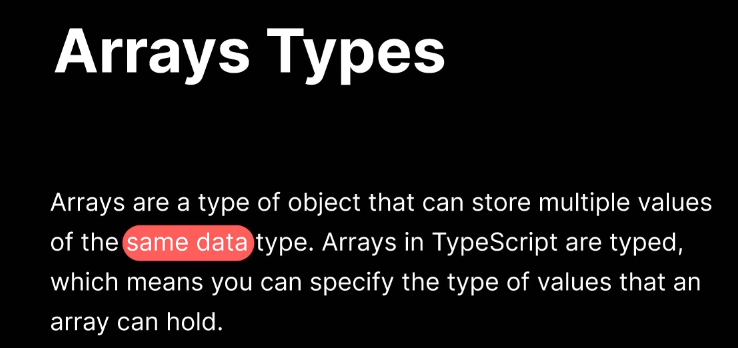 Arrays Types
Arrays are a type of object that can store multiple values
of the same data type. Arrays in TypeScript are typed,
which means you can specify the type of values that an
array can hold.